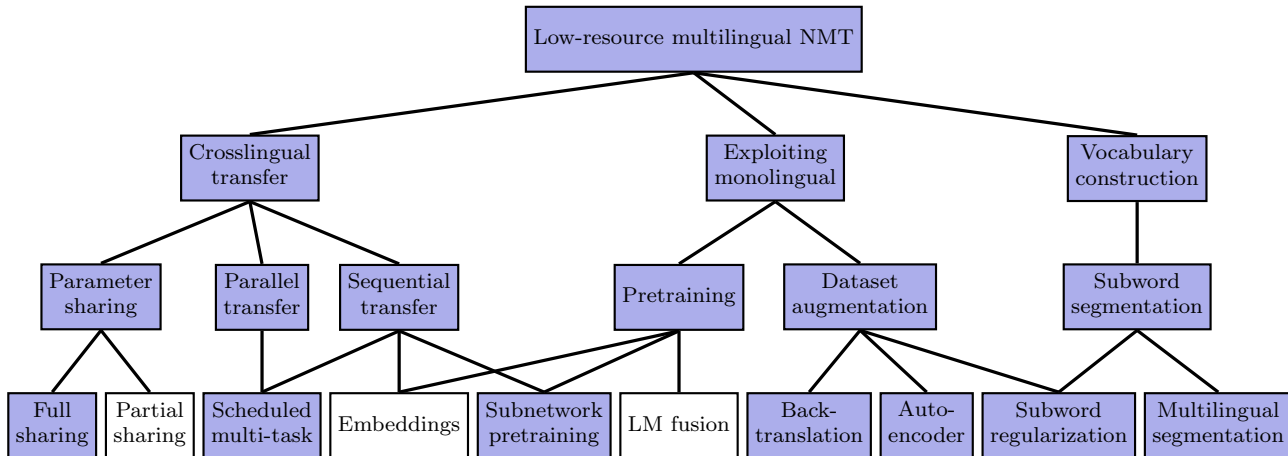 Low-resource multilingual NMT
Crosslingual
transfer
Exploiting
monolingual
Vocabulary
construction
Parameter
sharing
Parallel
transfer
Sequential
transfer
Pretraining
Dataset
augmentation
Subword
segmentation
Full
sharing
Partial
sharing
Scheduled
multi-task
Embeddings
Subnetwork
pretraining
LM fusion
Back-
translation
Auto-
encoder
Subword
regularization
Multilingual
segmentation